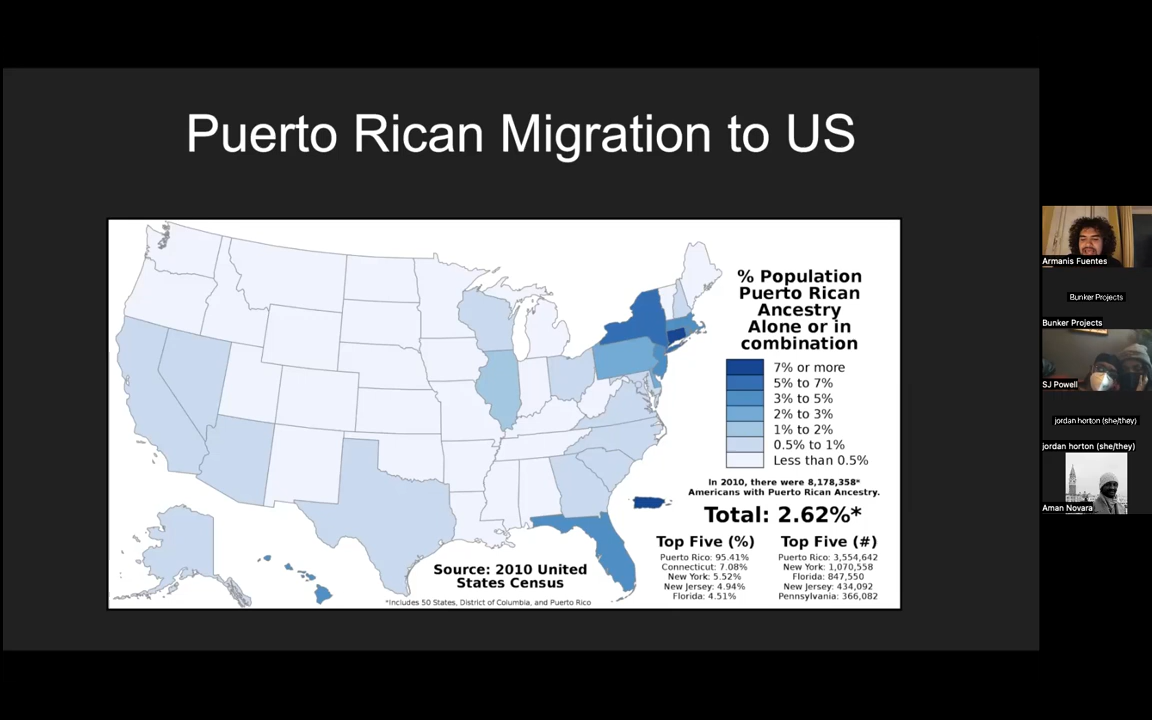 Puerto Rican Migration to US
% Population
Puerto Rican
Ancestry
Alone or in
combination
7% or more
5% to 7%
3% to 5%
2% to 3%
1% to 2%
0.5% to 1%
Less than 0.5%
In 2010, there were 8,178,358*
Americans with Puerto Rican Ancestry.
Total: 2.62%*
Top Five (%)
Puerto Rico: 95.41%
Connecticut: 7.08%
New York: 5.52%
New Jersey: 4.94%
Florida: 4.51%
Top Five (#)
Puerto Rico: 3,554,642
New York: 1,070,558
Florida: 847,550
New Jersey: 434,092
Pennsylvania: 366,082
Source: 2010 United
States Census
*Includes 50 States, District of Columbia, and Puerto Rico
Armanis Fuentes
Bunker Projects
Bunker Projects
SJ Powell
jordan horton (she/they)
jordan horton (she/they)
Aman Novara